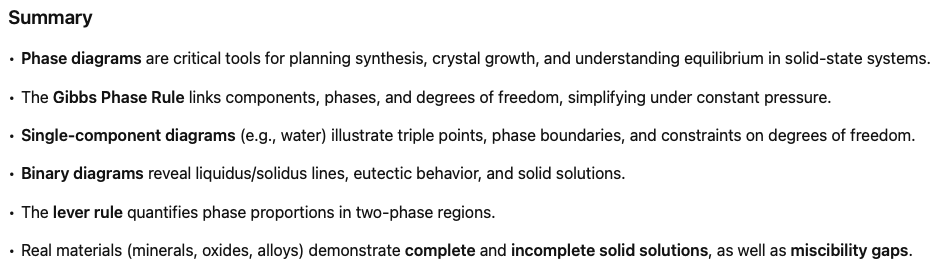 Summary
• Phase diagrams are critical tools for planning synthesis, crystal growth, and understanding equilibrium in solid-state systems.
• The Gibbs Phase Rule links components, phases, and degrees of freedom, simplifying under constant pressure.
• Single-component diagrams (e.g., water) illustrate triple points, phase boundaries, and constraints on degrees of freedom.
• Binary diagrams reveal liquidus/solidus lines, eutectic behavior, and solid solutions.
• The lever rule quantifies phase proportions in two-phase regions.
• Real materials (minerals, oxides, alloys) demonstrate complete and incomplete solid solutions, as well as miscibility gaps.